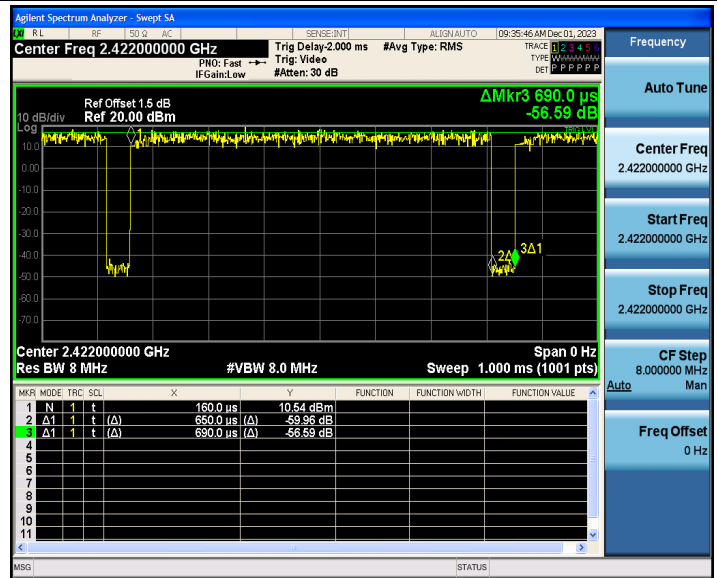 Agilent Spectrum Analyzer - Swept SA
LXI RL RF 50 Ω AC SENSE:INT ALIGN AUTO 09:35:46 AM Dec 01, 2023
Center Freq 2.422000000 GHz
Trig Delay-2.000 ms #Avg Type: RMS
TRACE 1 2 3 4 5 6
PNO: Fast Trig: Video
TYPE WWWWWW
IFGain:Low #Atten: 30 dB
DET P P P P P P
Ref Offset 1.5 dB
10 dB/div Ref 20.00 dBm
ΔMkr3 690.0 µs
-56.59 dB
Log
TRIG LVL
1
10.0
0.00
-10.0
-20.0
-30.0
-40.0
-50.0
-60.0
-70.0
2Δ 3Δ1
Center 2.422000000 GHz Span 0 Hz
Res BW 8 MHz #VBW 8.0 MHz Sweep 1.000 ms (1001 pts)
MKR MODE TRC SCL X Y FUNCTION FUNCTION WIDTH FUNCTION VALUE
1 N 1 t 160.0 µs 10.54 dBm
2 Δ1 1 t (Δ) 650.0 µs (Δ) -59.96 dB
3 Δ1 1 t (Δ) 690.0 µs (Δ) -56.59 dB
4
5
6
7
8
9
10
11
MSG STATUS
Frequency
Auto Tune
Center Freq
2.422000000 GHz
Start Freq
2.422000000 GHz
Stop Freq
2.422000000 GHz
CF Step
8.000000 MHz
Auto Man
Freq Offset
0 Hz